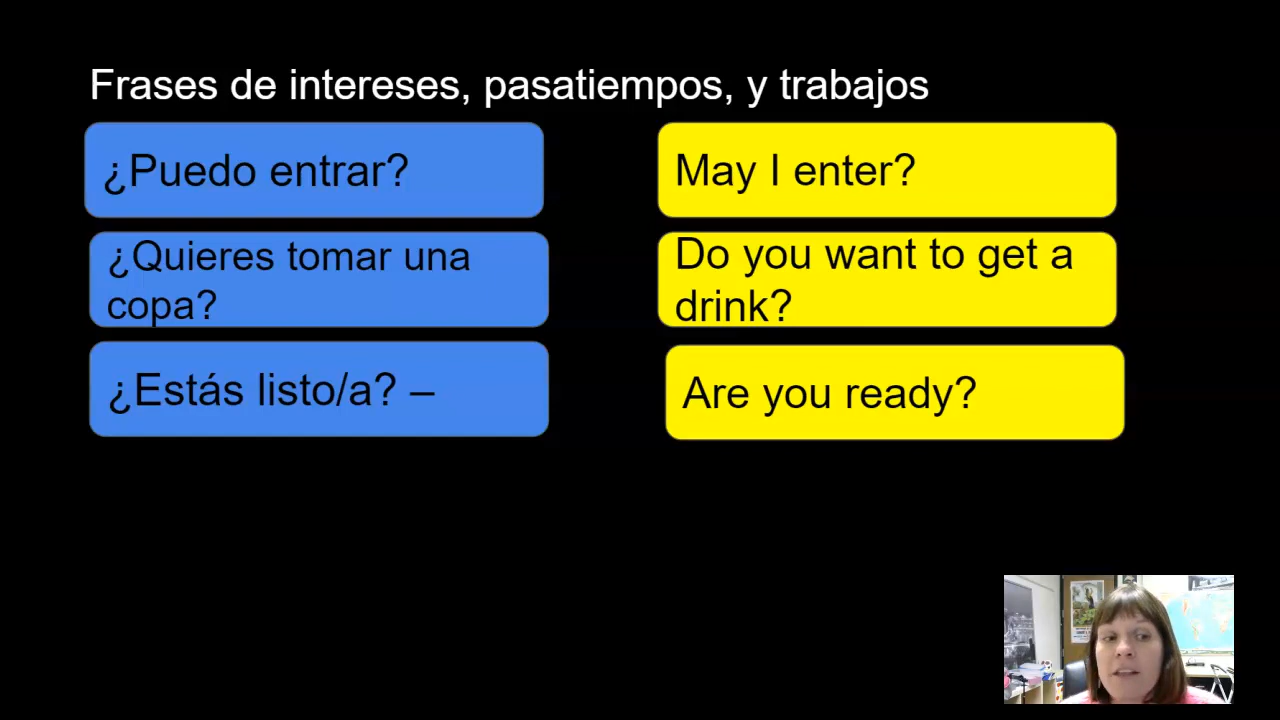 Frases de intereses, pasatiempos, y trabajos
¿Puedo entrar?
May I enter?
¿Quieres tomar una
copa?
Do you want to get a
drink?
¿Estás listo/a? –
Are you ready?